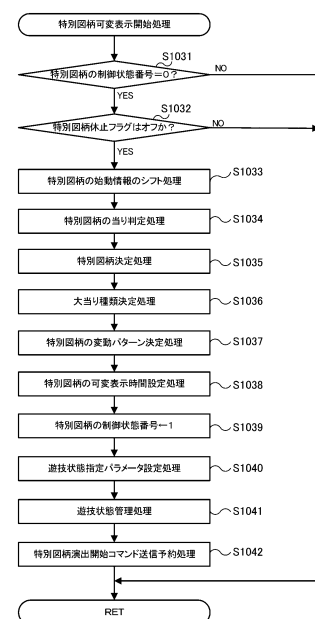 特別図柄可変表示開始処理
S1031
特別図柄の制御状態番号=0?
NO
YES
S1032
特別図柄休止フラグはオフか?
NO
YES
特別図柄の始動情報のシフト処理
S1033
特別図柄の当り判定処理
S1034
特別図柄決定処理
S1035
大当り種類決定処理
S1036
特別図柄の変動パターン決定処理
S1037
特別図柄の可変表示時間設定処理
S1038
特別図柄の制御状態番号←1
S1039
遊技状態指定パラメータ設定処理
S1040
遊技状態管理処理
S1041
特別図柄演出開始コマンド送信予約処理
S1042
RET